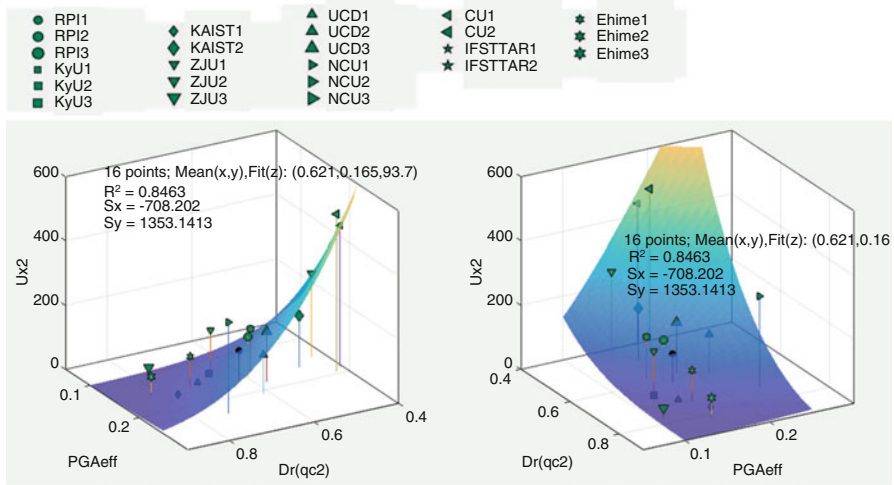 RPI1
RPI2
RPI3
KyU1
KyU2
KyU3
KAIST1
KAIST2
ZJU1
ZJU2
ZJU3
UCD1
UCD2
UCD3
NCU1
NCU2
NCU3
CU1
CU2
IFSTTAR1
IFSTTAR2
Ehime1
Ehime2
Ehime3
600
16 points; Mean(x,y),Fit(z): (0.621,0.165,93.7)
R² = 0.8463
Sx = -708.202
Sy = 1353.1413
400
Ux2
200
0
0.1
0.2
PGAeff
0.8
0.6
0.4
Dr(qc2)
600
16 points; Mean(x,y),Fit(z): (0.621,0.16
R² = 0.8463
Sx = -708.202
Sy = 1353.1413
400
Ux2
200
0
0.4
0.6
0.8
Dr(qc2)
0.1
0.2
PGAeff